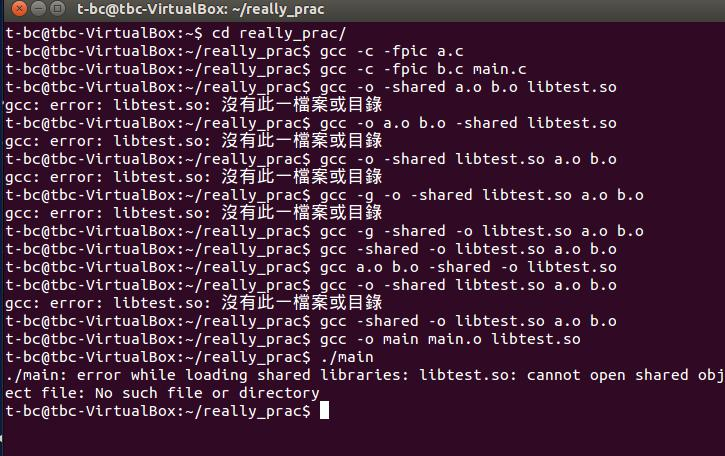 t-bc@tbc-VirtualBox: ~/really_prac
t-bc@tbc-VirtualBox:~$ cd really_prac/
t-bc@tbc-VirtualBox:~/really_prac$ gcc -c -fpic a.c
t-bc@tbc-VirtualBox:~/really_prac$ gcc -c -fpic b.c main.c
t-bc@tbc-VirtualBox:~/really_prac$ gcc -o -shared a.o b.o libtest.so
gcc: error: libtest.so: 沒有此一檔案或目錄
t-bc@tbc-VirtualBox:~/really_prac$ gcc -o a.o b.o -shared libtest.so
gcc: error: libtest.so: 沒有此一檔案或目錄
t-bc@tbc-VirtualBox:~/really_prac$ gcc -o -shared libtest.so a.o b.o
gcc: error: libtest.so: 沒有此一檔案或目錄
t-bc@tbc-VirtualBox:~/really_prac$ gcc -g -o -shared libtest.so a.o b.o
gcc: error: libtest.so: 沒有此一檔案或目錄
t-bc@tbc-VirtualBox:~/really_prac$ gcc -g -shared -o libtest.so a.o b.o
t-bc@tbc-VirtualBox:~/really_prac$ gcc -shared -o libtest.so a.o b.o
t-bc@tbc-VirtualBox:~/really_prac$ gcc a.o b.o -shared -o libtest.so
t-bc@tbc-VirtualBox:~/really_prac$ gcc -o -shared libtest.so a.o b.o
gcc: error: libtest.so: 沒有此一檔案或目錄
t-bc@tbc-VirtualBox:~/really_prac$ gcc -shared -o libtest.so a.o b.o
t-bc@tbc-VirtualBox:~/really_prac$ gcc -o main main.o libtest.so
t-bc@tbc-VirtualBox:~/really_prac$ ./main
./main: error while loading shared libraries: libtest.so: cannot open shared obj
ect file: No such file or directory
t-bc@tbc-VirtualBox:~/really_prac$